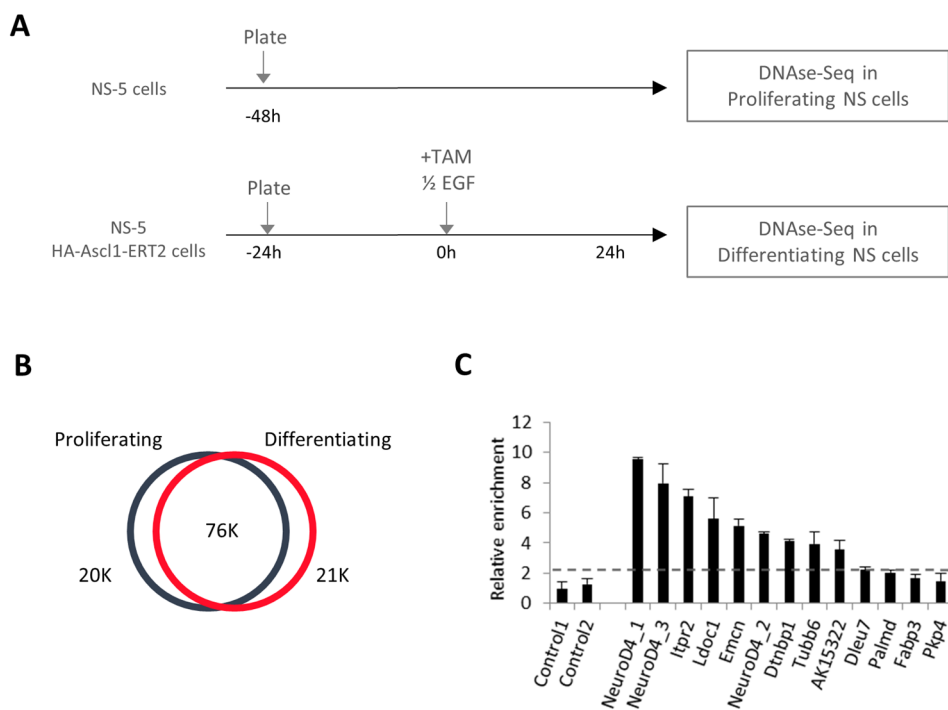 A
Plate
NS-5 cells
-48h
DNAse-Seq in
Proliferating NS cells
+TAM
½ EGF
Plate
NS-5
HA-Ascl1-ERT2 cells
-24h
0h
24h
DNAse-Seq in
Differentiating NS cells
B
Proliferating
Differentiating
76K
20K
21K
C
Relative enrichment
12
10
8
6
4
2
0
Control1
Control2
NeuroD4_1
NeuroD4_3
Itpr2
Ldoc1
Emcn
NeuroD4_2
Dtnbp1
Tubb6
AK15322
Dleu7
Palmd
Fabp3
Pkp4